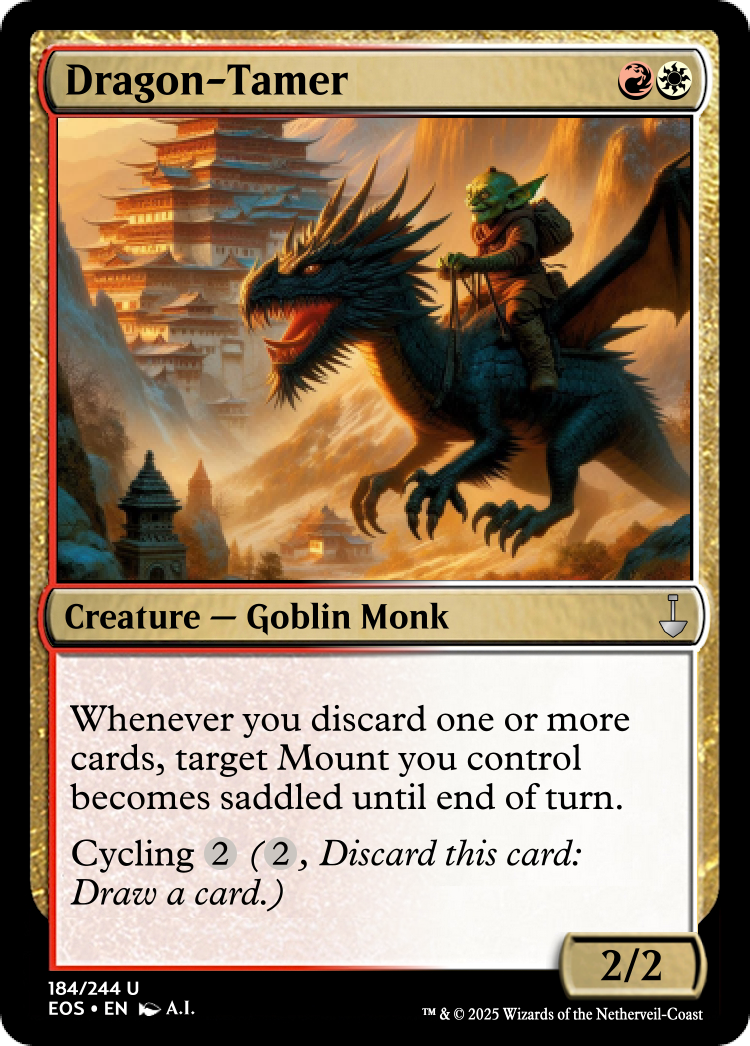 Dragon-Tamer
Creature — Goblin Monk
Whenever you discard one or more
cards, target Mount you control
becomes saddled until end of turn.
Cycling 2 (2, Discard this card:
Draw a card.)
2/2
184/244 U
EOS • EN A.I.
™ & © 2025 Wizards of the Netherveil-Coast